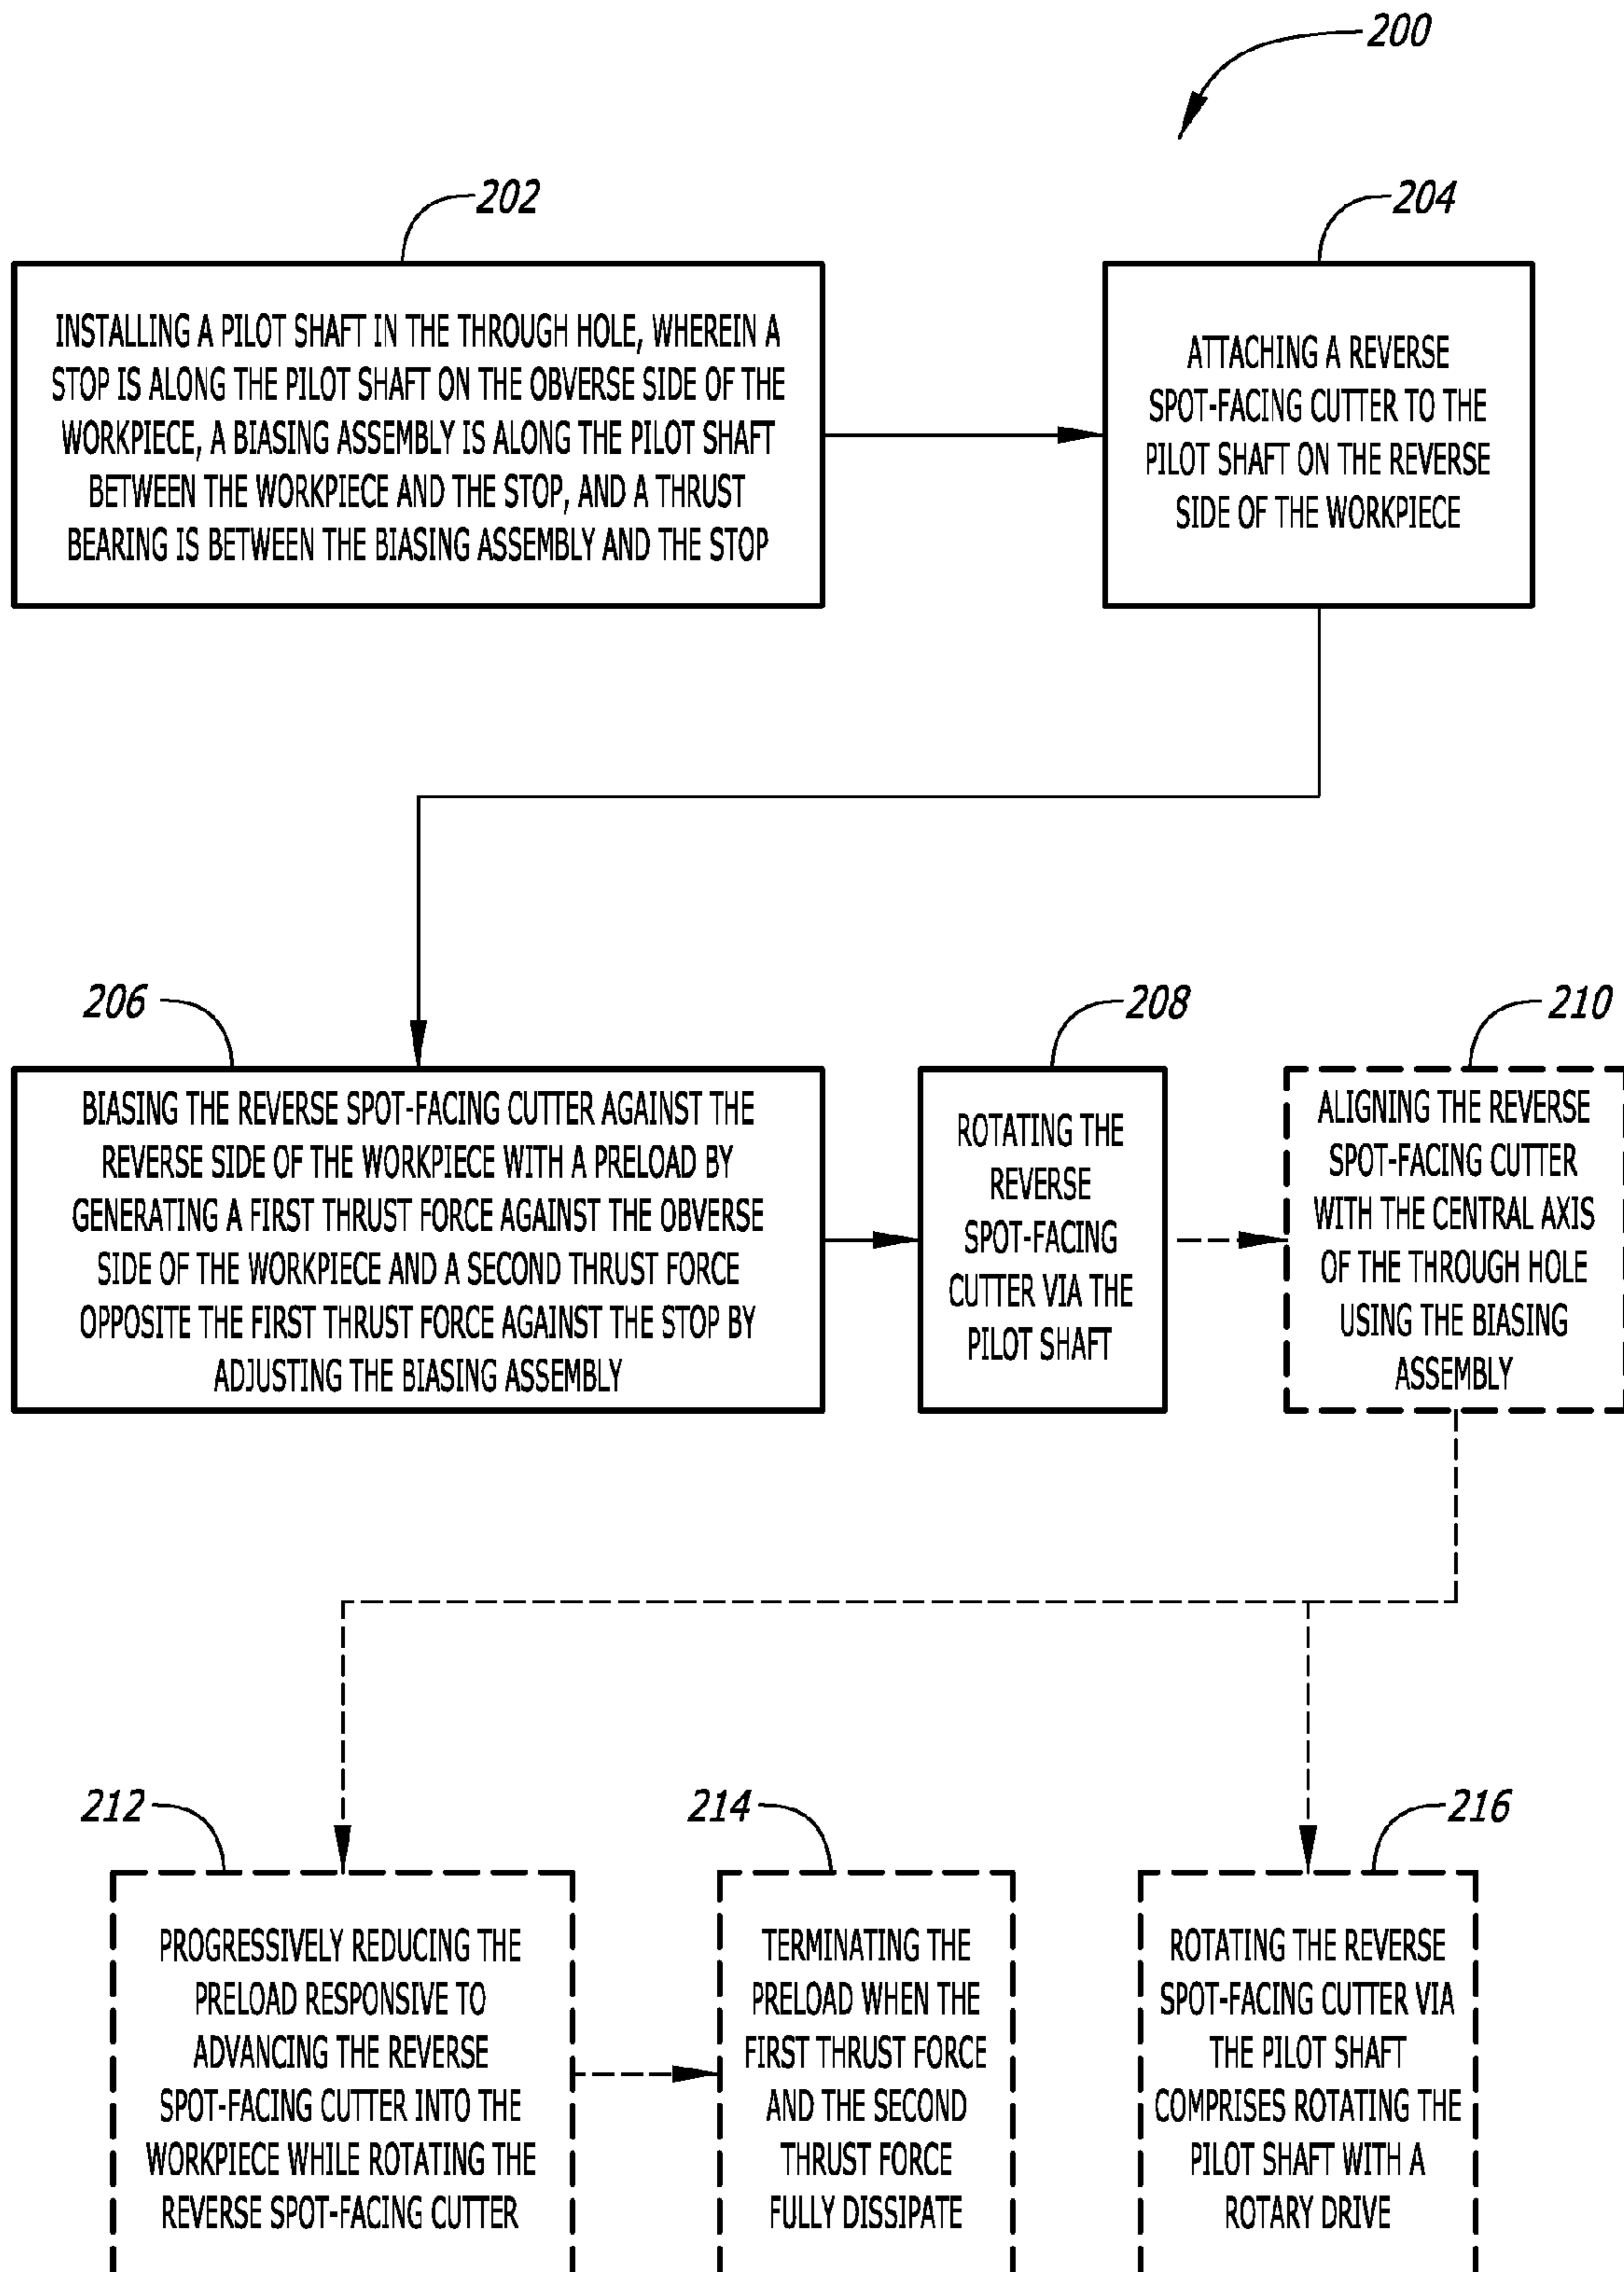 200
202
INSTALLING A PILOT SHAFT IN THE THROUGH HOLE, WHEREIN A
STOP IS ALONG THE PILOT SHAFT ON THE OBVERSE SIDE OF THE
WORKPIECE, A BIASING ASSEMBLY IS ALONG THE PILOT SHAFT
BETWEEN THE WORKPIECE AND THE STOP, AND A THRUST
BEARING IS BETWEEN THE BIASING ASSEMBLY AND THE STOP
204
ATTACHING A REVERSE
SPOT-FACING CUTTER TO THE
PILOT SHAFT ON THE REVERSE
SIDE OF THE WORKPIECE
206
BIASING THE REVERSE SPOT-FACING CUTTER AGAINST THE
REVERSE SIDE OF THE WORKPIECE WITH A PRELOAD BY
GENERATING A FIRST THRUST FORCE AGAINST THE OBVERSE
SIDE OF THE WORKPIECE AND A SECOND THRUST FORCE
OPPOSITE THE FIRST THRUST FORCE AGAINST THE STOP BY
ADJUSTING THE BIASING ASSEMBLY
208
ROTATING THE
REVERSE
SPOT-FACING
CUTTER VIA THE
PILOT SHAFT
210
ALIGNING THE REVERSE
SPOT-FACING CUTTER
WITH THE CENTRAL AXIS
OF THE THROUGH HOLE
USING THE BIASING
ASSEMBLY
212
PROGRESSIVELY REDUCING THE
PRELOAD RESPONSIVE TO
ADVANCING THE REVERSE
SPOT-FACING CUTTER INTO THE
WORKPIECE WHILE ROTATING THE
REVERSE SPOT-FACING CUTTER
214
TERMINATING THE
PRELOAD WHEN THE
FIRST THRUST FORCE
AND THE SECOND
THRUST FORCE
FULLY DISSIPATE
216
ROTATING THE REVERSE
SPOT-FACING CUTTER VIA
THE PILOT SHAFT
COMPRISES ROTATING THE
PILOT SHAFT WITH A
ROTARY DRIVE